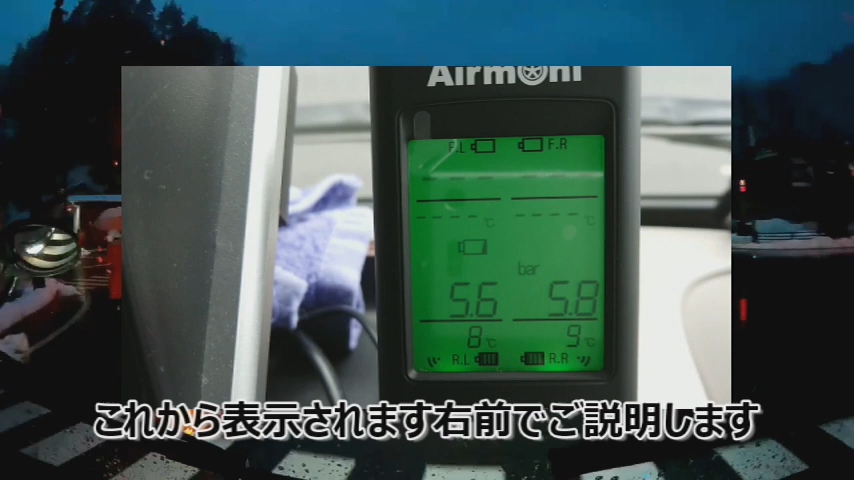 Airmoni
F.L F.R
-- -- -- -- -- --
-- -- -- -- ℃ -- -- -- -- ℃
bar
5.6 5.8
8℃ 9℃
R.L R.R
これから表示されます右前でご説明します